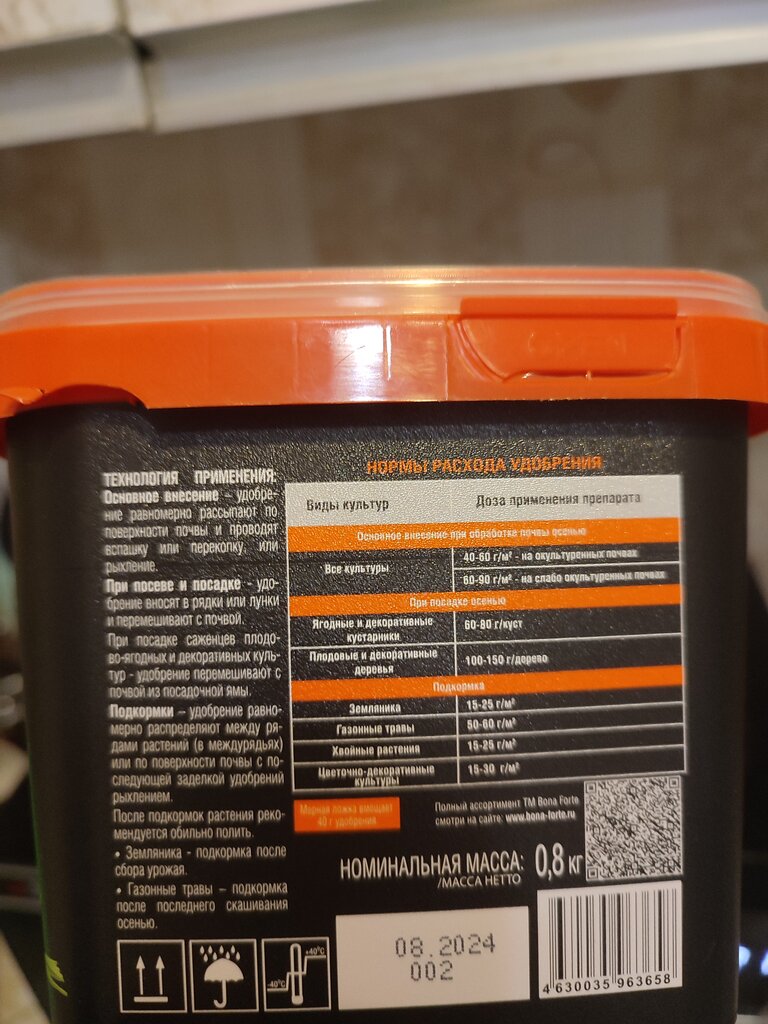 ТЕХНОЛОГИЯ ПРИМЕНЕНИЯ:
Основное внесение – удобре-
ние равномерно рассыпают по
поверхности почвы и проводят
вспашку или перекопку, или
рыхление.
При посеве и посадке - удо-
брение вносят в рядки или лунки
и перемешивают с почвой.
При посадке саженцев плодо-
во-ягодных и декоративных куль-
тур - удобрение перемешивают с
почвой из посадочной ямы.
Подкормки – удобрение равно-
мерно распределяют между ря-
дами растений (в междурядьях)
или по поверхности почвы с по-
следующей заделкой удобрений
рыхлением.
После подкормок растения реко-
мендуется обильно полить.
• Земляника - подкормка после
сбора урожая.
• Газонные травы – подкормка
после последнего скашивания
осенью.
НОРМЫ РАСХОДА УДОБРЕНИЯ
Виды культур Доза применения препарата
Основное внесение при обработке почвы осенью
Все культуры
40-60 г/м² - на окультуренных почвах
60-90 г/м² - на слабо окультуренных почвах
При посадке осенью
Ягодные и декоративные
кустарники
60-80 г/куст
Плодовые и декоративные
деревья
100-150 г/дерево
Подкормка
Земляника 15-25 г/м²
Газонные травы 50-60 г/м²
Хвойные растения 15-25 г/м²
Цветочно-декоративные
культуры
15-30 г/м²
Мерная ложка вмещает
40 г удобрения
Полный ассортимент ТМ Bona Forte
смотри на сайте: www.bona-forte.ru
НОМИНАЛЬНАЯ МАССА: 0,8 кг
/МАССА НЕТТО
+40°C
-40°C
08.2024
002
4 630035 963658